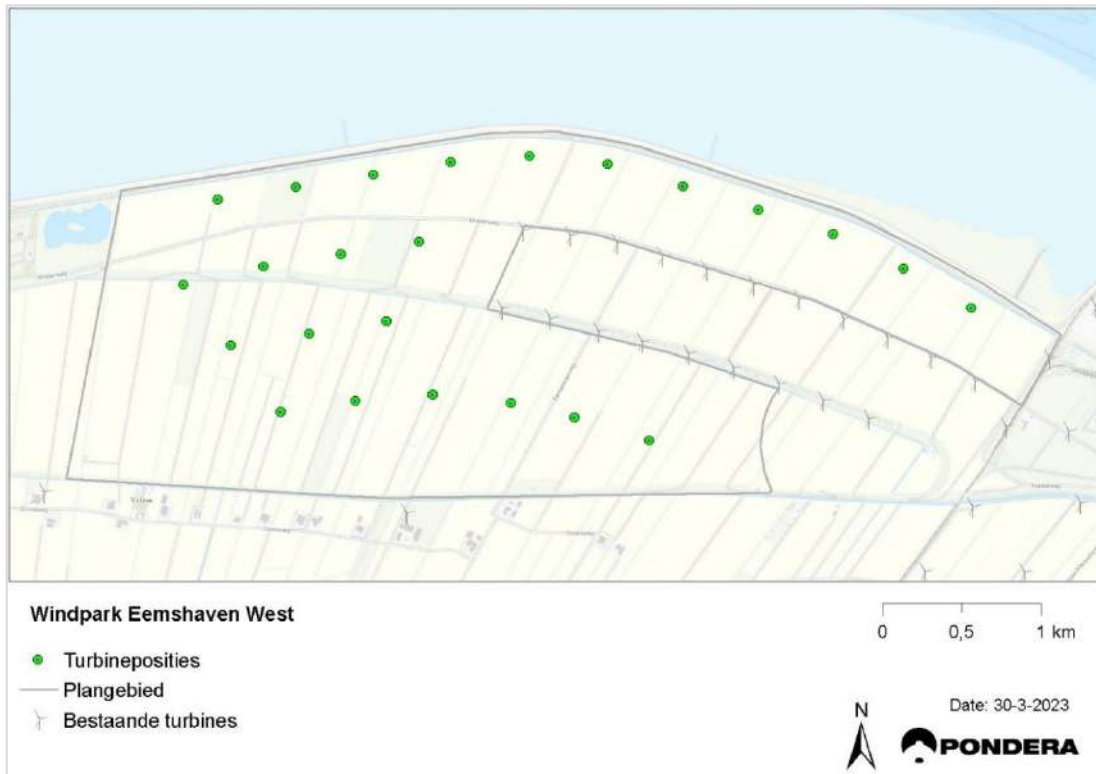 Windpark Eemshaven West
Turbineposities
Plangebied
Bestaande turbines
0 0,5 1 km
N
Date: 30-3-2023
PONDERA